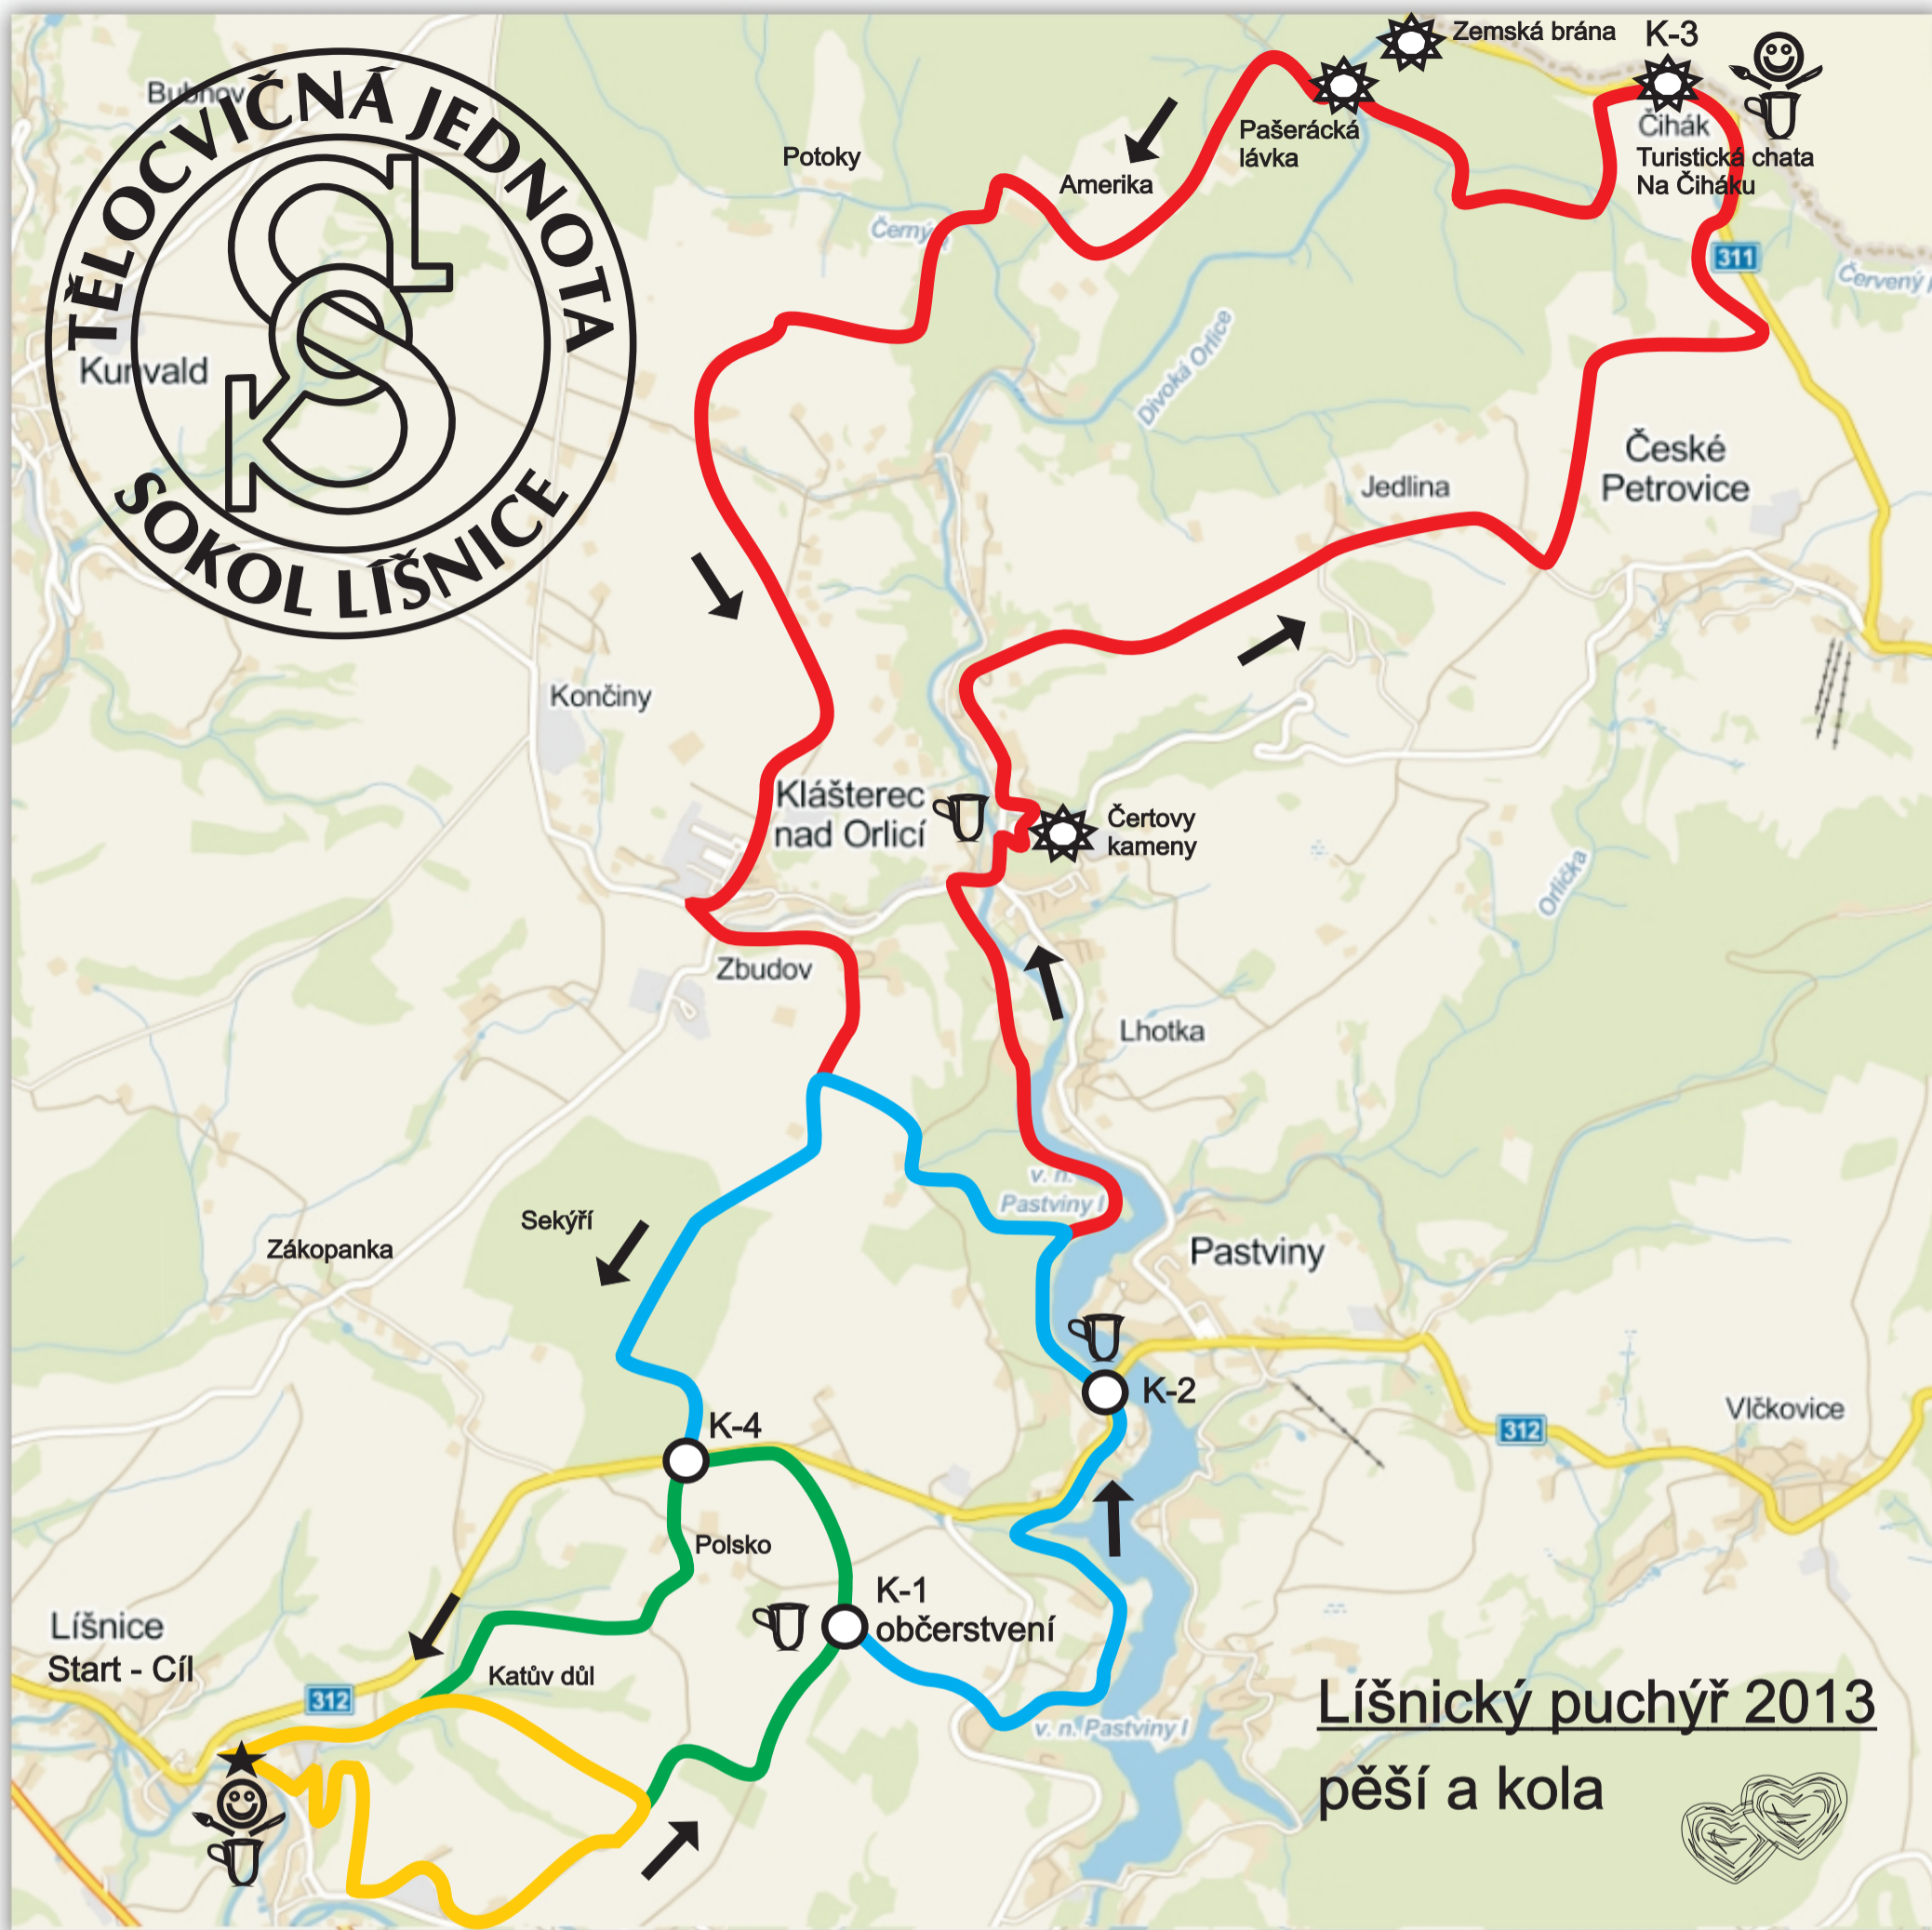 Zemská brána
K-3
Bubnov
TĚLOCVIČNÁ JEDNOTA
SOKOL LÍŠNICE
Potoky
Amerika
Pašerácká
lávka
Čihák
Turistická chata
Na Čiháku
311
Kunvald
Divoká Orlice
České
Petrovice
Jedlina
Končiny
Klášterec
nad Orlicí
Čertovy
kameny
Orlička
Zbudov
Lhotka
v. n.
Pastviny I
Sekýří
Zákopanka
Pastviny
K-2
K-4
312
Vlčkovice
Polsko
K-1
občerstvení
Líšnice
Start - Cíl
Katův důl
312
v. n. Pastviny I
Líšnický puchýř 2013
pěší a kola